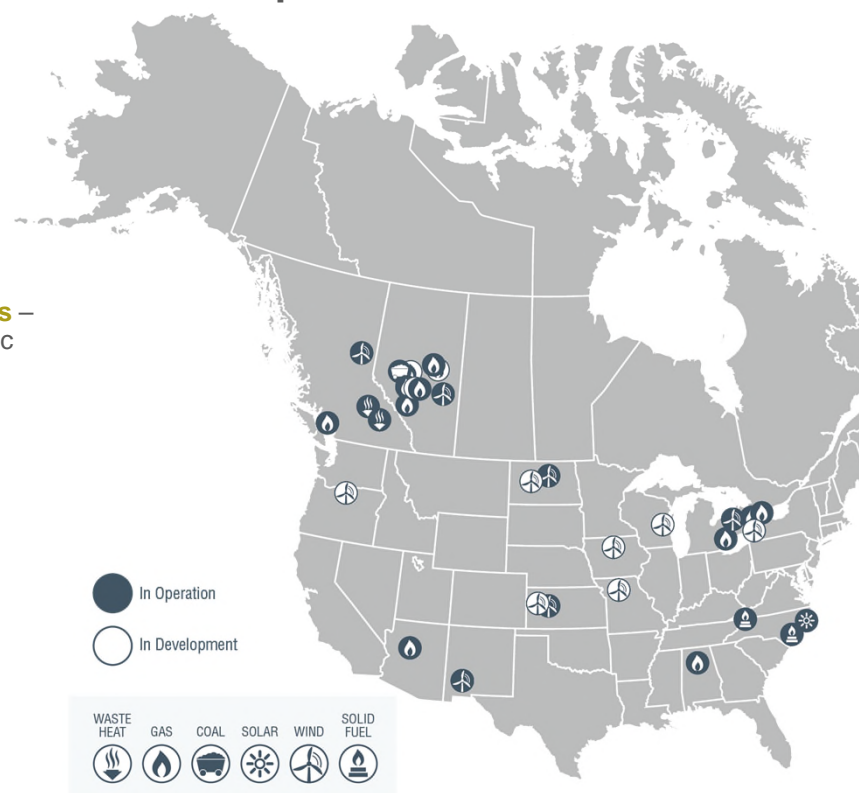 s –
c
In Operation
In Development
WASTE
HEAT
GAS
COAL
SOLAR
WIND
SOLID
FUEL